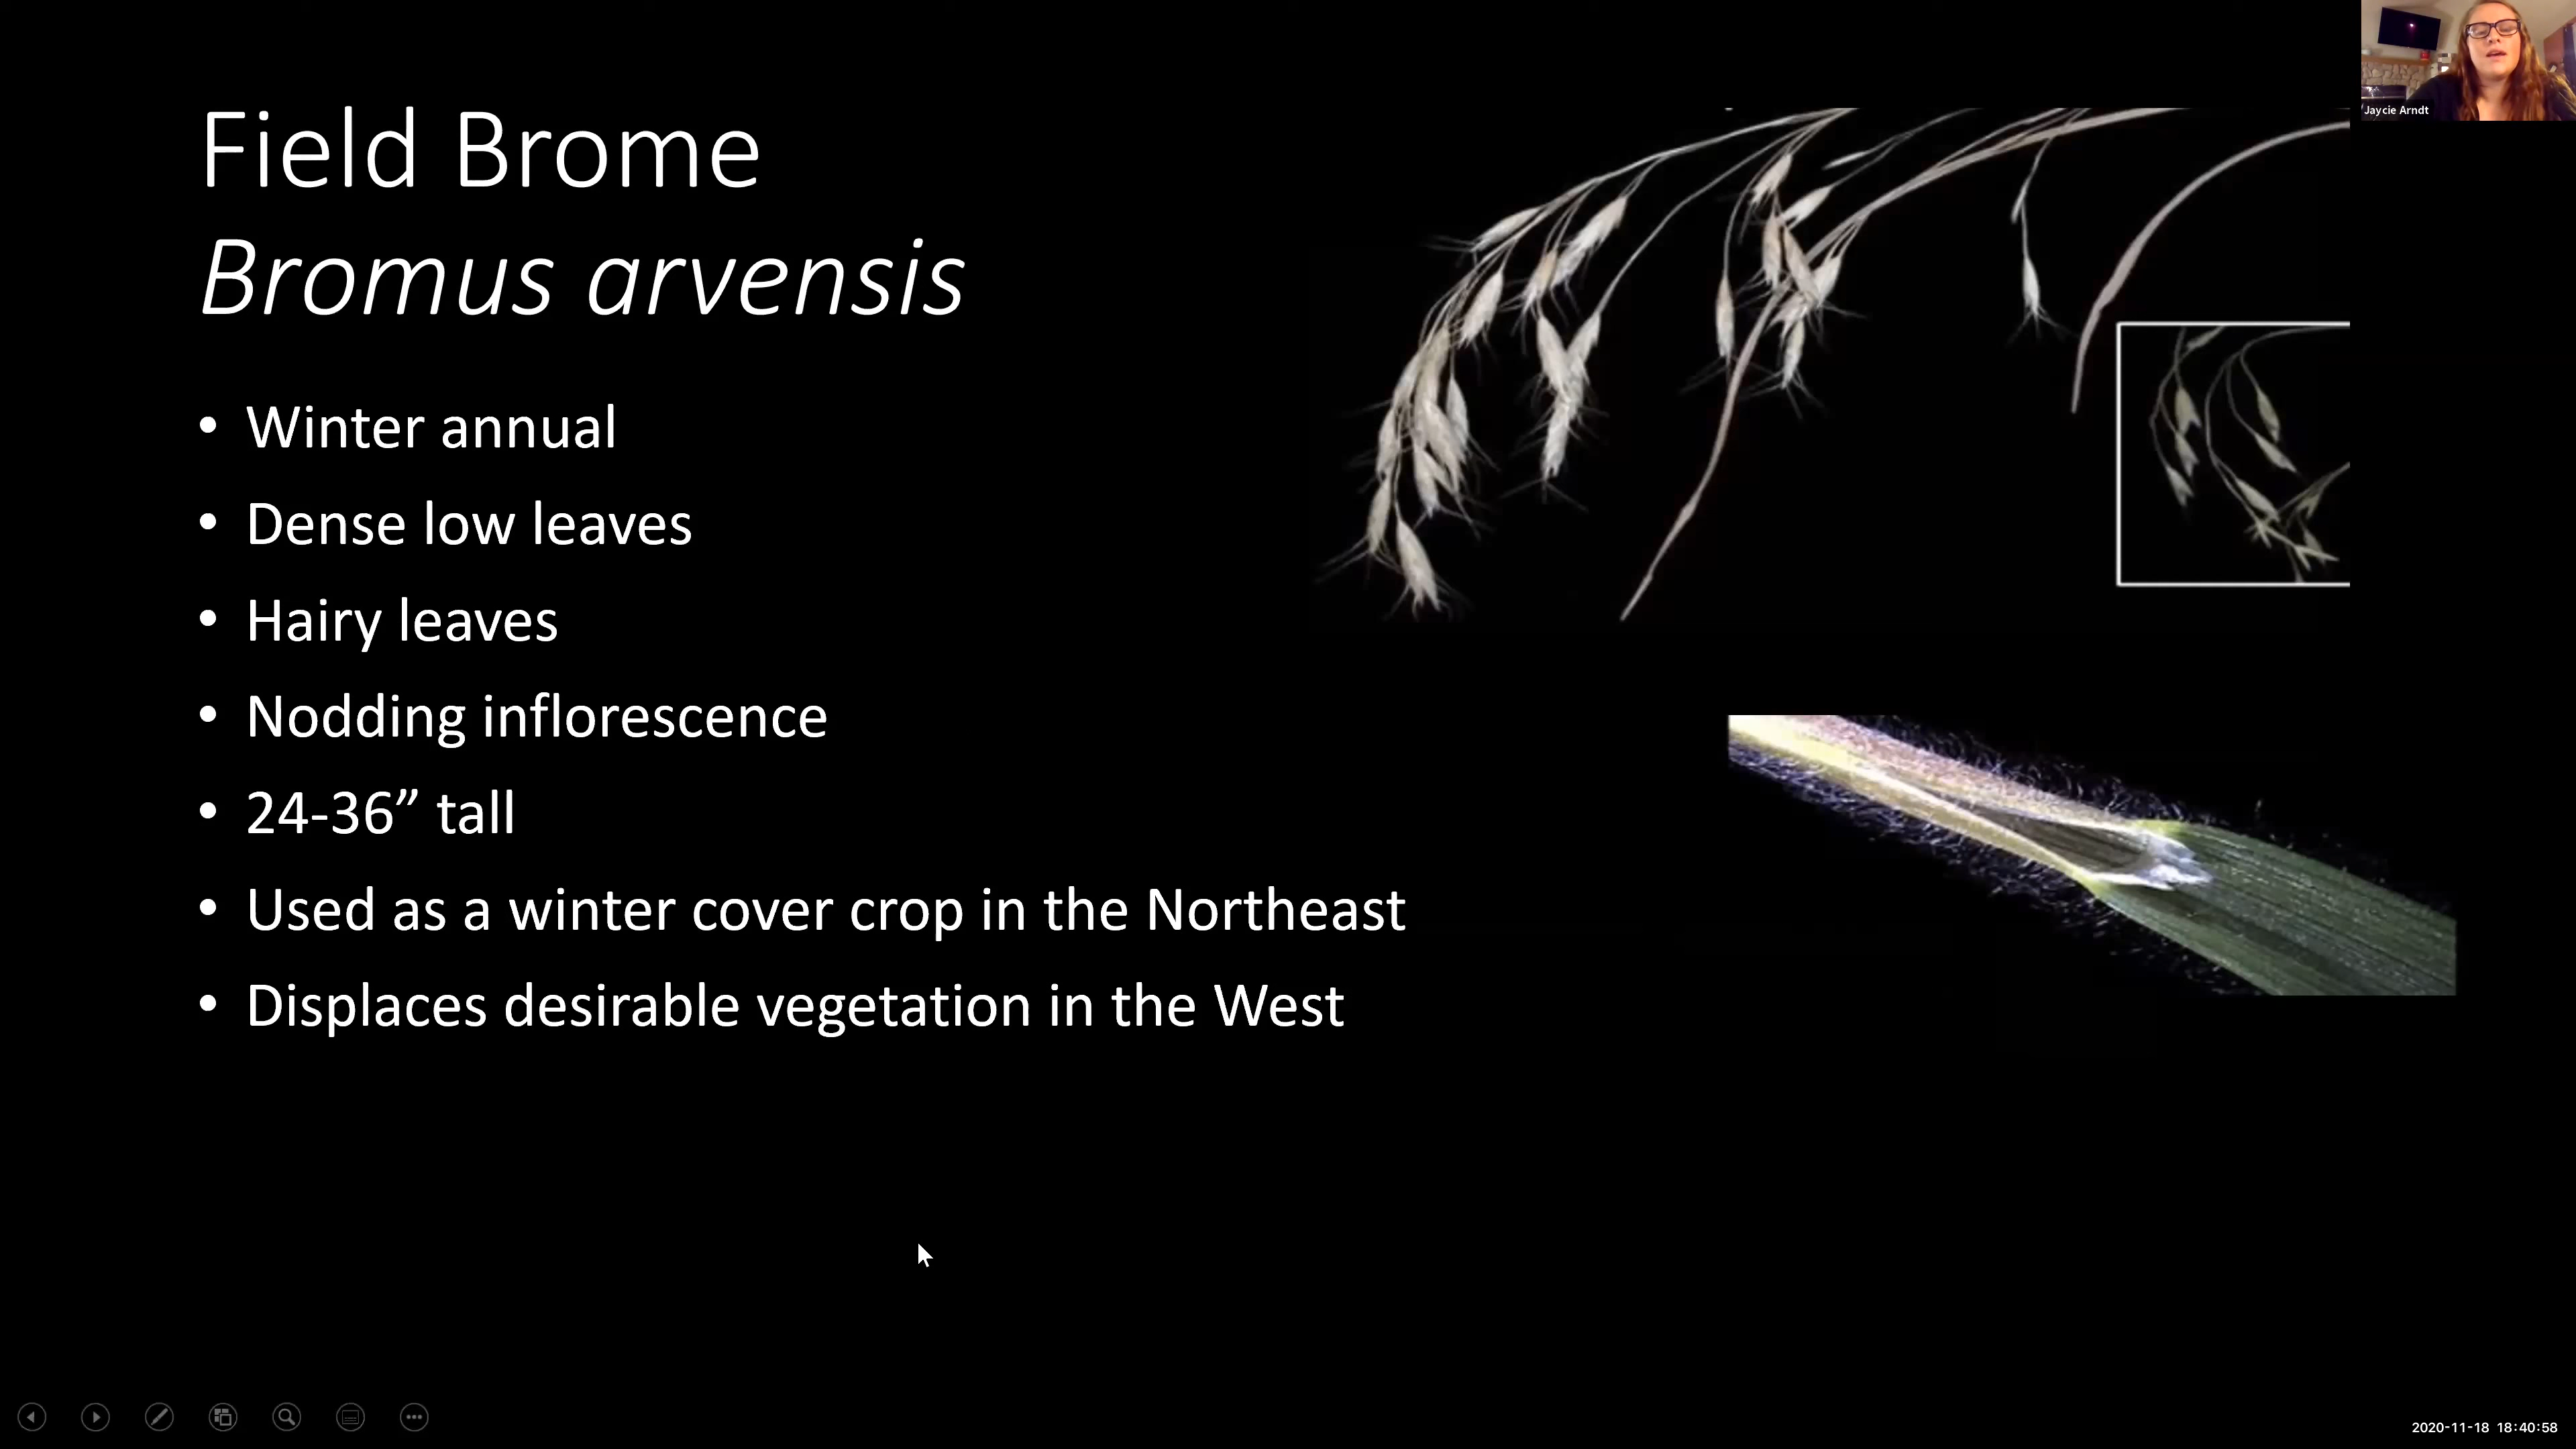 Field Brome
Bromus arvensis
• Winter annual
• Dense low leaves
• Hairy leaves
• Nodding inflorescence
• 24-36” tall
• Used as a winter cover crop in the Northeast
• Displaces desirable vegetation in the West
Jaycie Arndt
2020-11-18 18:40:58